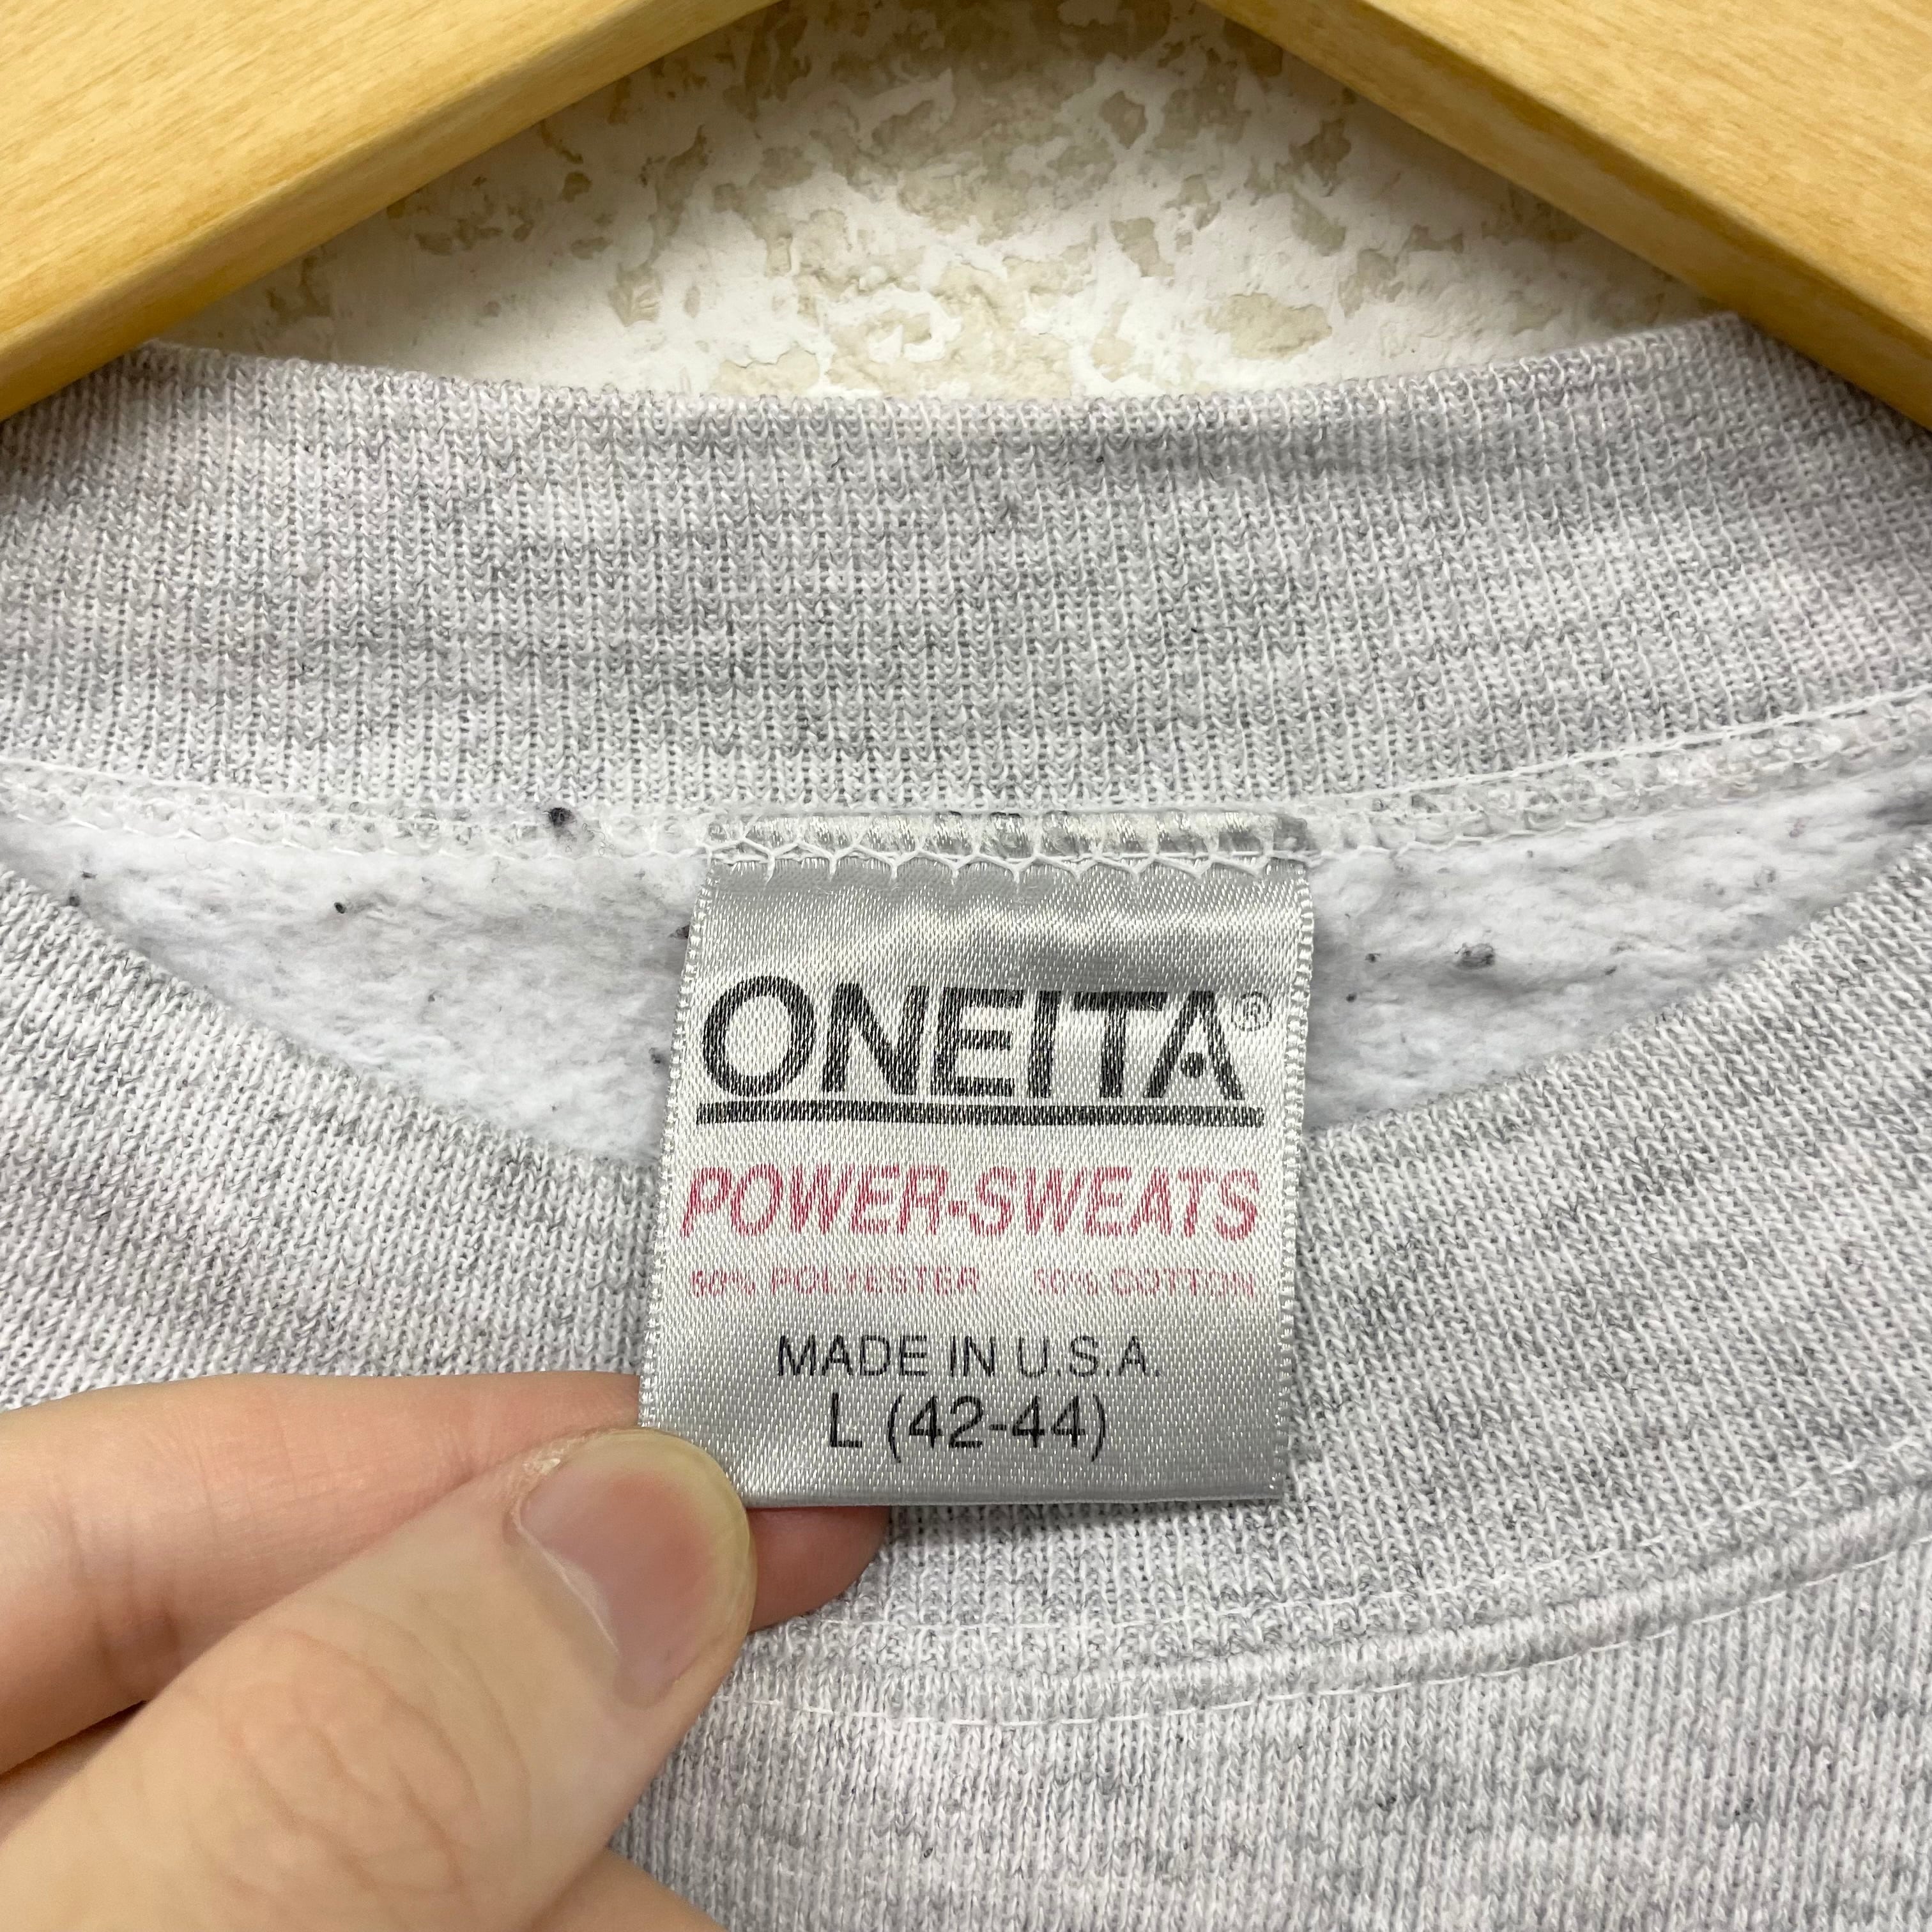 ONEITA®
POWER-SWEATS
50% POLYESTER 50% COTTON
MADE IN U.S.A.
L (42-44)